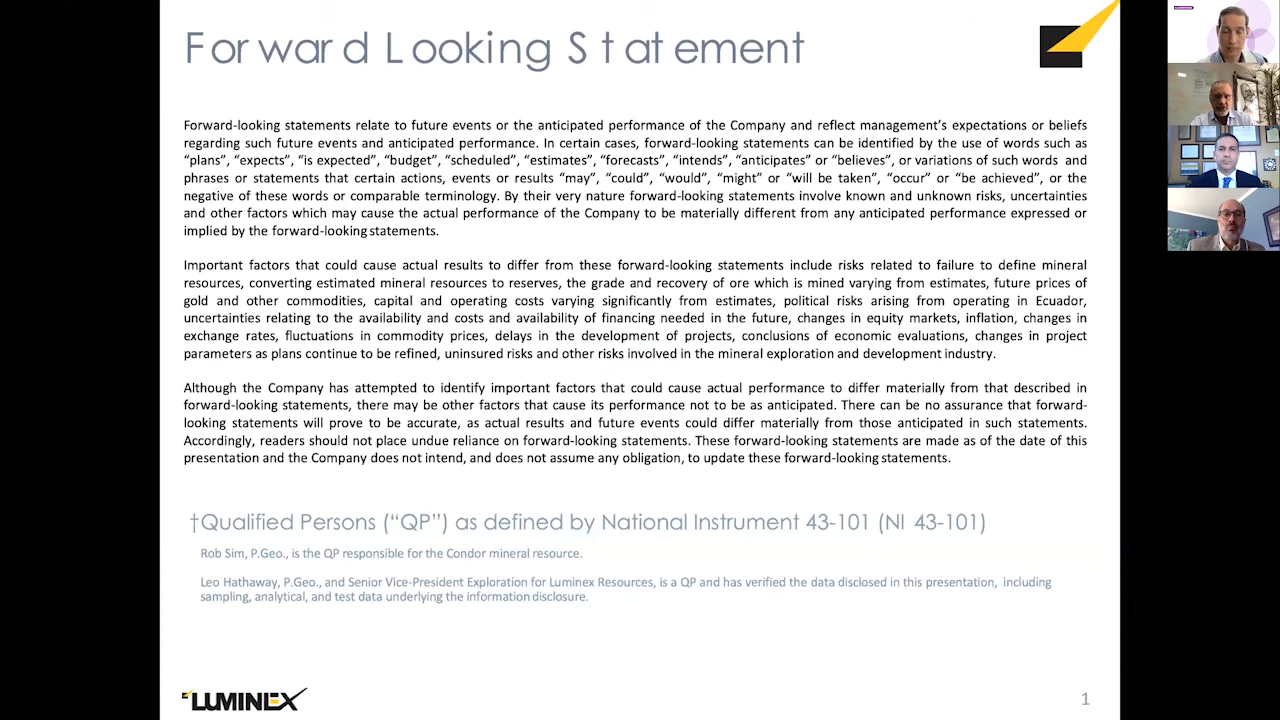 Forward Looking Statement
Forward-looking statements relate to future events or the anticipated performance of the Company and reflect management's expectations or beliefs
regarding such future events and anticipated performance. In certain cases, forward-looking statements can be identified by the use of words such as
“plans”, “expects”, “is expected”, “budget”, “scheduled”, “estimates”, “forecasts”, “intends”, “anticipates” or “believes”, or variations of such words and
phrases or statements that certain actions, events or results “may”, “could”, “would”, “might” or “will be taken”, “occur” or “be achieved”, or the
negative of these words or comparable terminology. By their very nature forward-looking statements involve known and unknown risks, uncertainties
and other factors which may cause the actual performance of the Company to be materially different from any anticipated performance expressed or
implied by the forward-looking statements.
Important factors that could cause actual results to differ from these forward-looking statements include risks related to failure to define mineral
resources, converting estimated mineral resources to reserves, the grade and recovery of ore which is mined varying from estimates, future prices of
gold and other commodities, capital and operating costs varying significantly from estimates, political risks arising from operating in Ecuador,
uncertainties relating to the availability and costs and availability of financing needed in the future, changes in equity markets, inflation, changes in
exchange rates, fluctuations in commodity prices, delays in the development of projects, conclusions of economic evaluations, changes in project
parameters as plans continue to be refined, uninsured risks and other risks involved in the mineral exploration and development industry.
Although the Company has attempted to identify important factors that could cause actual performance to differ materially from that described in
forward-looking statements, there may be other factors that cause its performance not to be as anticipated. There can be no assurance that forward-
looking statements will prove to be accurate, as actual results and future events could differ materially from those anticipated in such statements.
Accordingly, readers should not place undue reliance on forward-looking statements. These forward-looking statements are made as of the date of this
presentation and the Company does not intend, and does not assume any obligation, to update these forward-looking statements.
†Qualified Persons (“QP”) as defined by National Instrument 43-101 (NI 43-101)
Rob Sim, P.Geo., is the QP responsible for the Condor mineral resource.
Leo Hathaway, P.Geo., and Senior Vice-President Exploration for Luminex Resources, is a QP and has verified the data disclosed in this presentation, including
sampling, analytical, and test data underlying the information disclosure.
LUMINEX
1